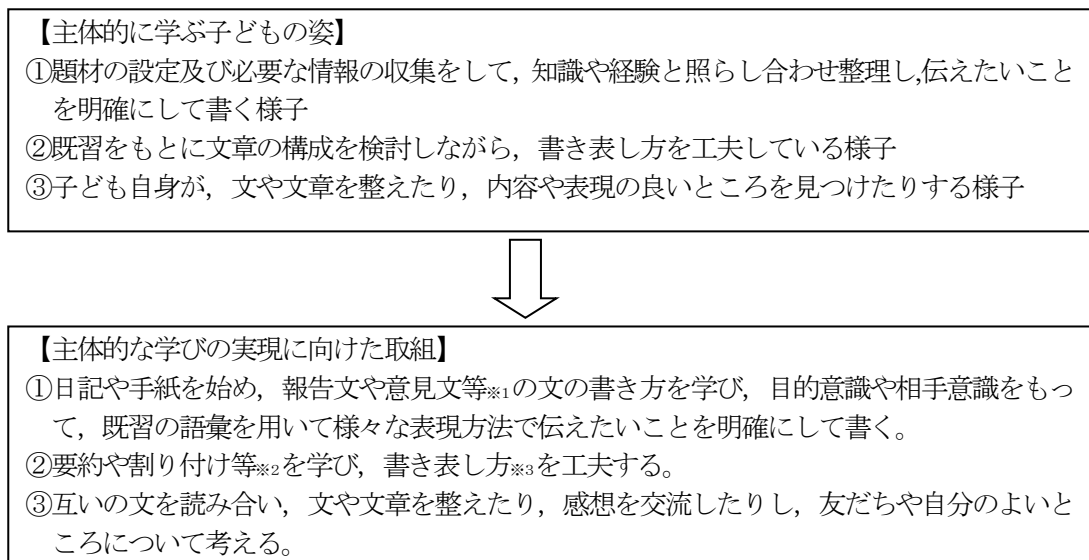 【主体的に学ぶ子どもの姿】
①題材の設定及び必要な情報の収集をして，知識や経験と照らし合わせ整理し,伝えたいこと
を明確にして書く様子
②既習をもとに文章の構成を検討しながら，書き表し方を工夫している様子
③子ども自身が，文や文章を整えたり，内容や表現の良いところを見つけたりする様子
【主体的な学びの実現に向けた取組】
①日記や手紙を始め，報告文や意見文等※1の文の書き方を学び，目的意識や相手意識をもっ
て，既習の語彙を用いて様々な表現方法で伝えたいことを明確にして書く。
②要約や割り付け等※2を学び，書き表し方※3を工夫する。
③互いの文を読み合い，文や文章を整えたり，感想を交流したりし，友だちや自分のよいと
ころについて考える。